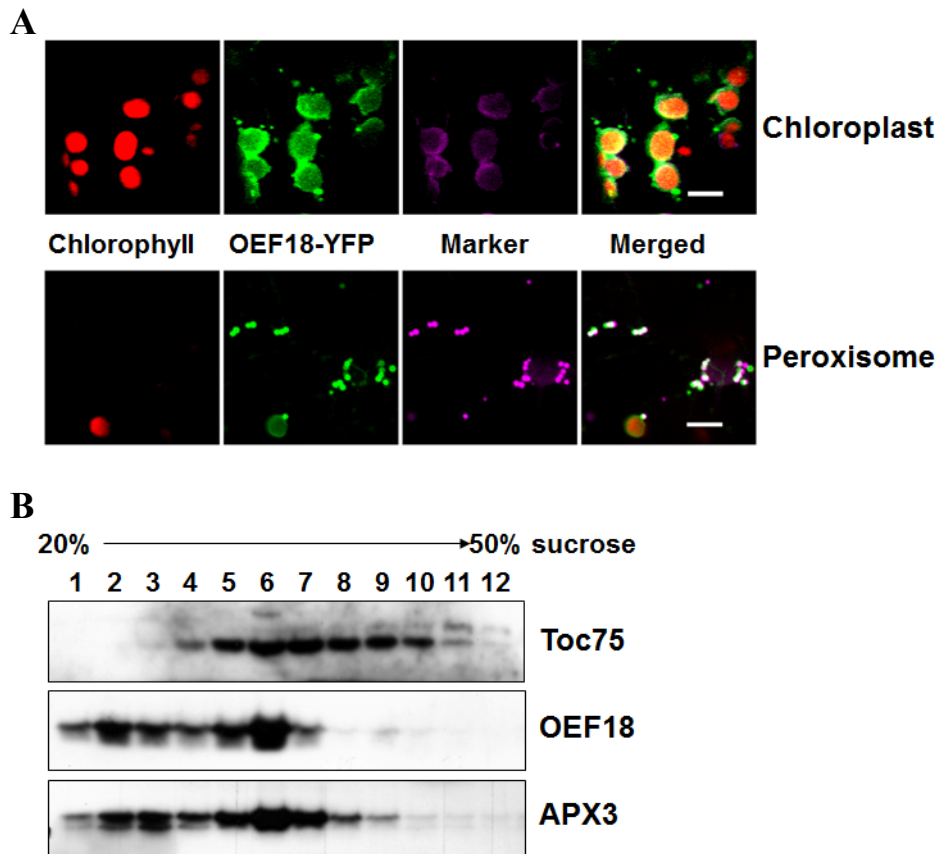 A
Chloroplast
Chlorophyll OEF18-YFP Marker Merged
Peroxisome
B
20% 50% sucrose
1 2 3 4 5 6 7 8 9 10 11 12
Toc75
OEF18
APX3